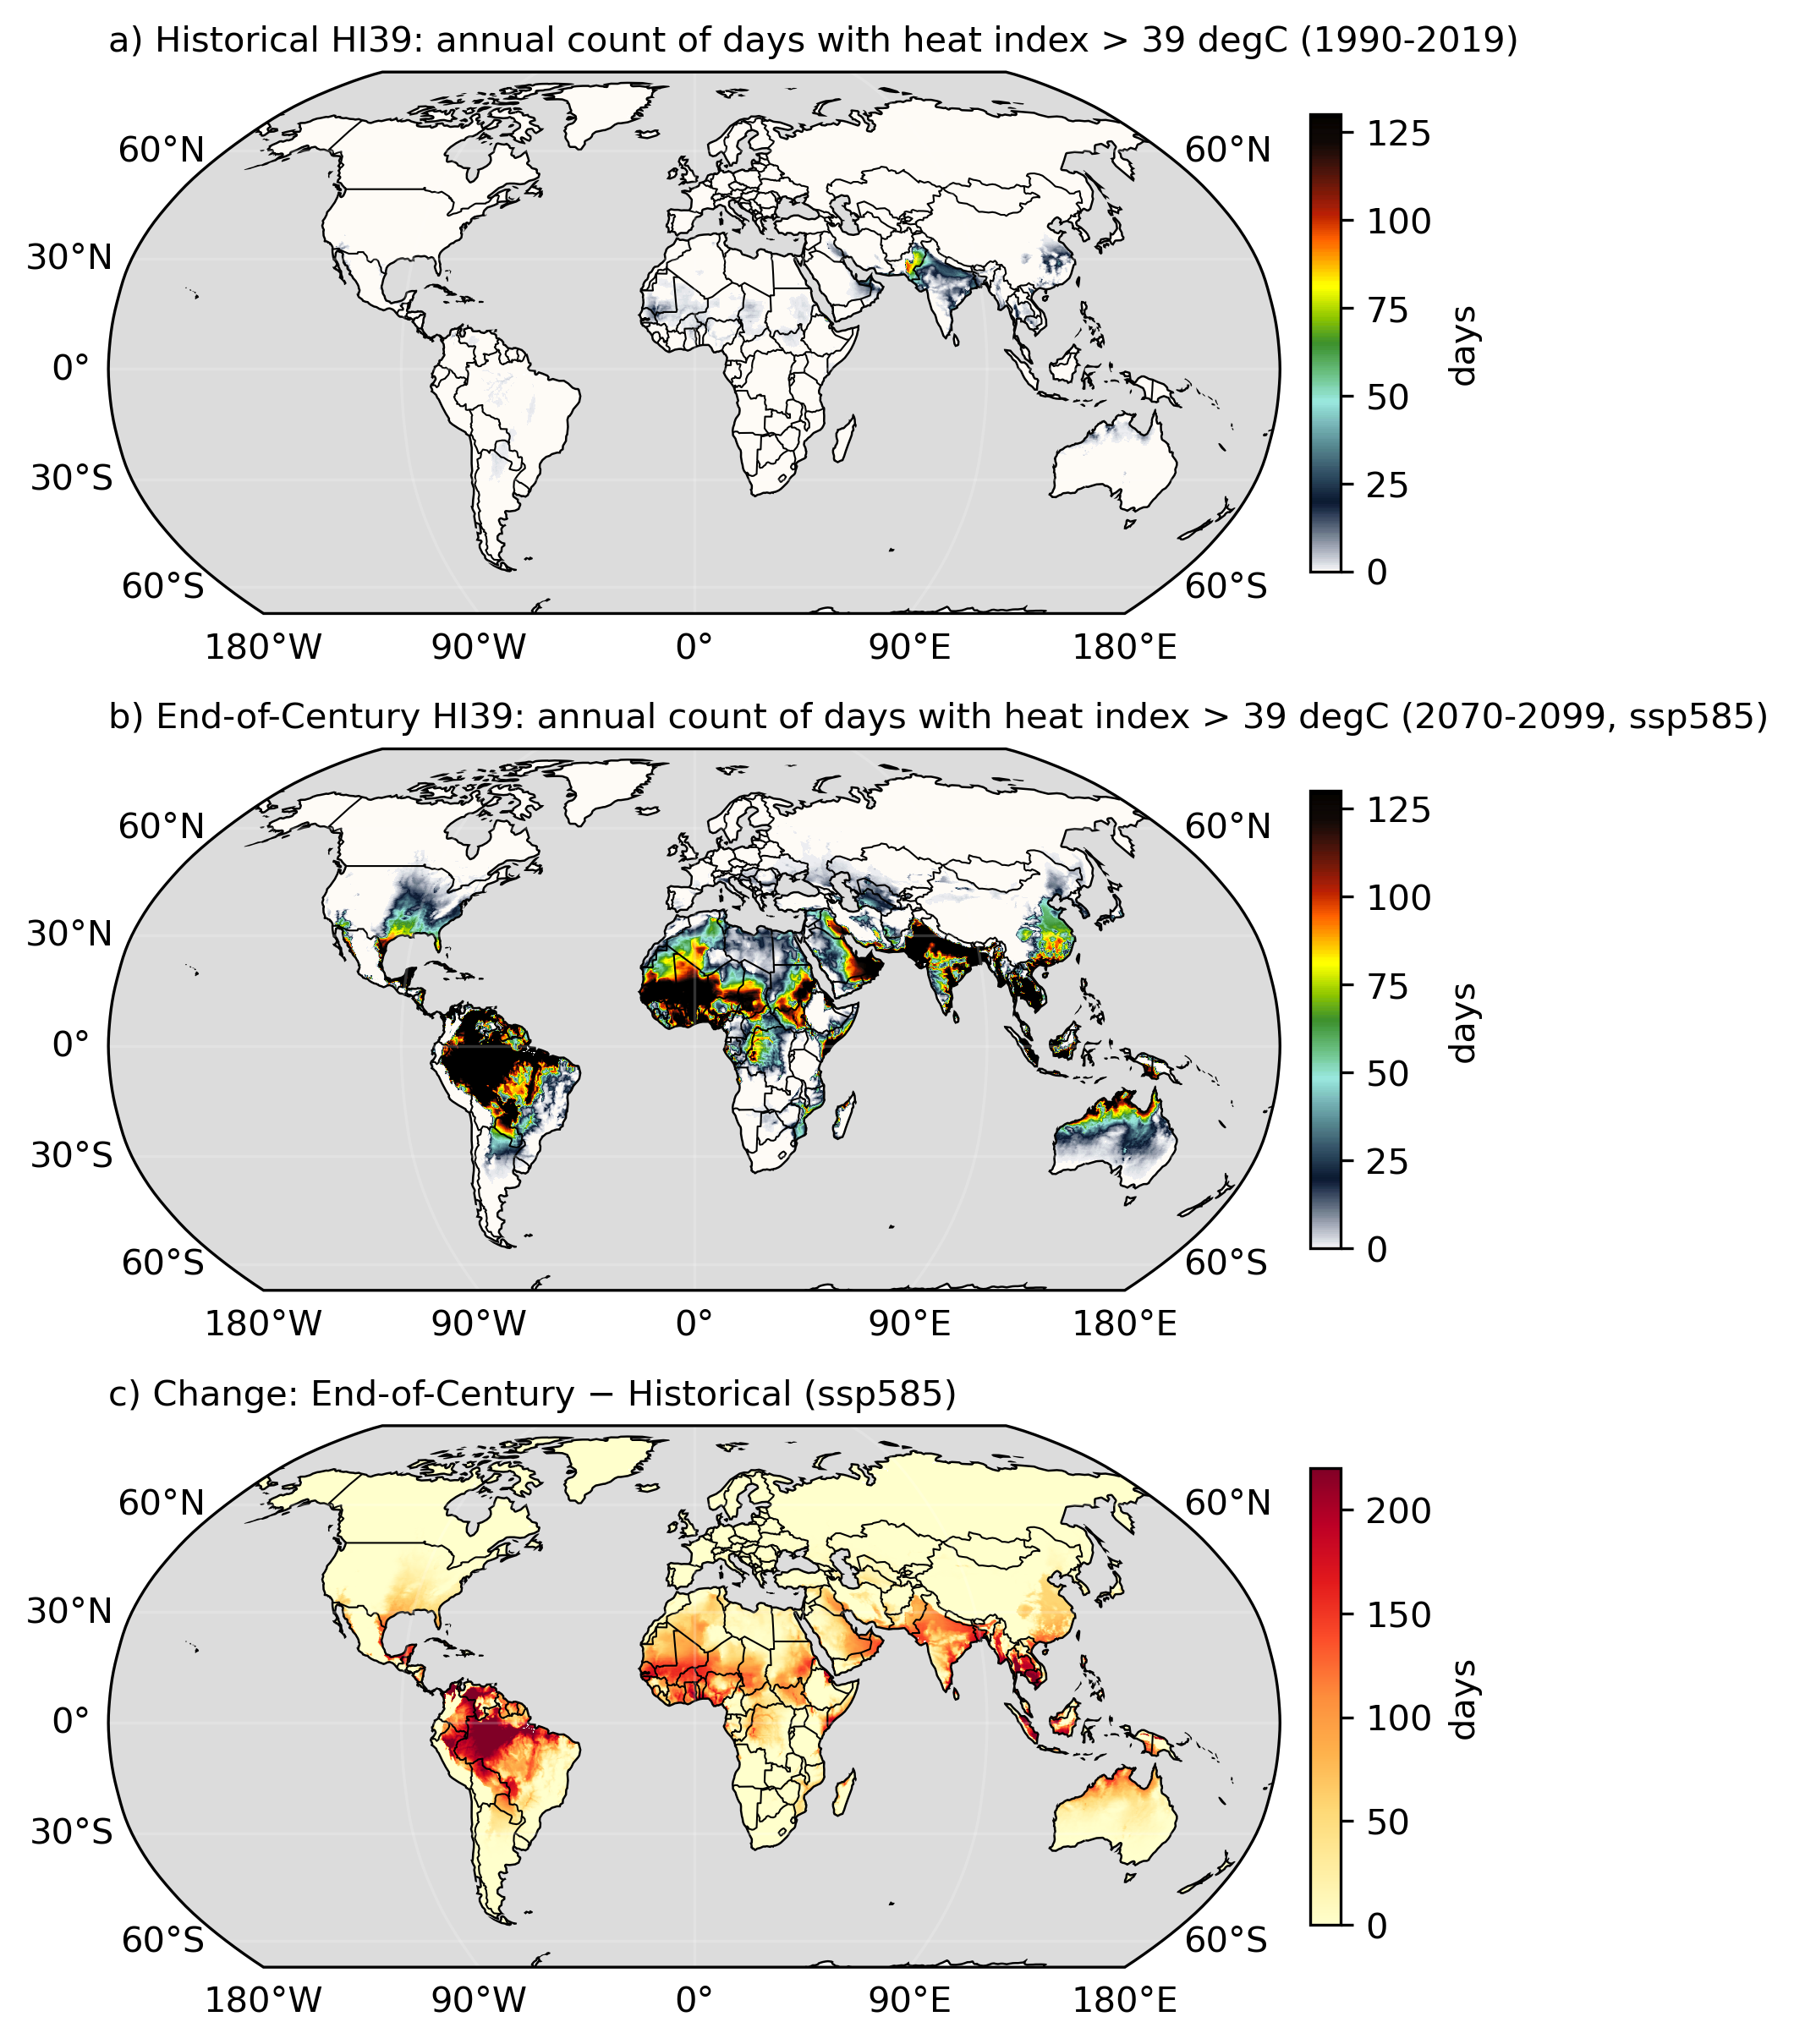 a) Historical HI39: annual count of days with heat index > 39 degC (1990-2019)
60°N
60°N
30°N
0°
30°S
60°S
60°S
180°W
90°W
0°
90°E
180°E
125
100
75
50
25
0
days
b) End-of-Century HI39: annual count of days with heat index > 39 degC (2070-2099, ssp585)
60°N
60°N
30°N
0°
30°S
60°S
60°S
180°W
90°W
0°
90°E
180°E
125
100
75
50
25
0
days
c) Change: End-of-Century − Historical (ssp585)
60°N
60°N
30°N
0°
30°S
60°S
60°S
180°W
90°W
0°
90°E
180°E
200
150
100
50
0
days